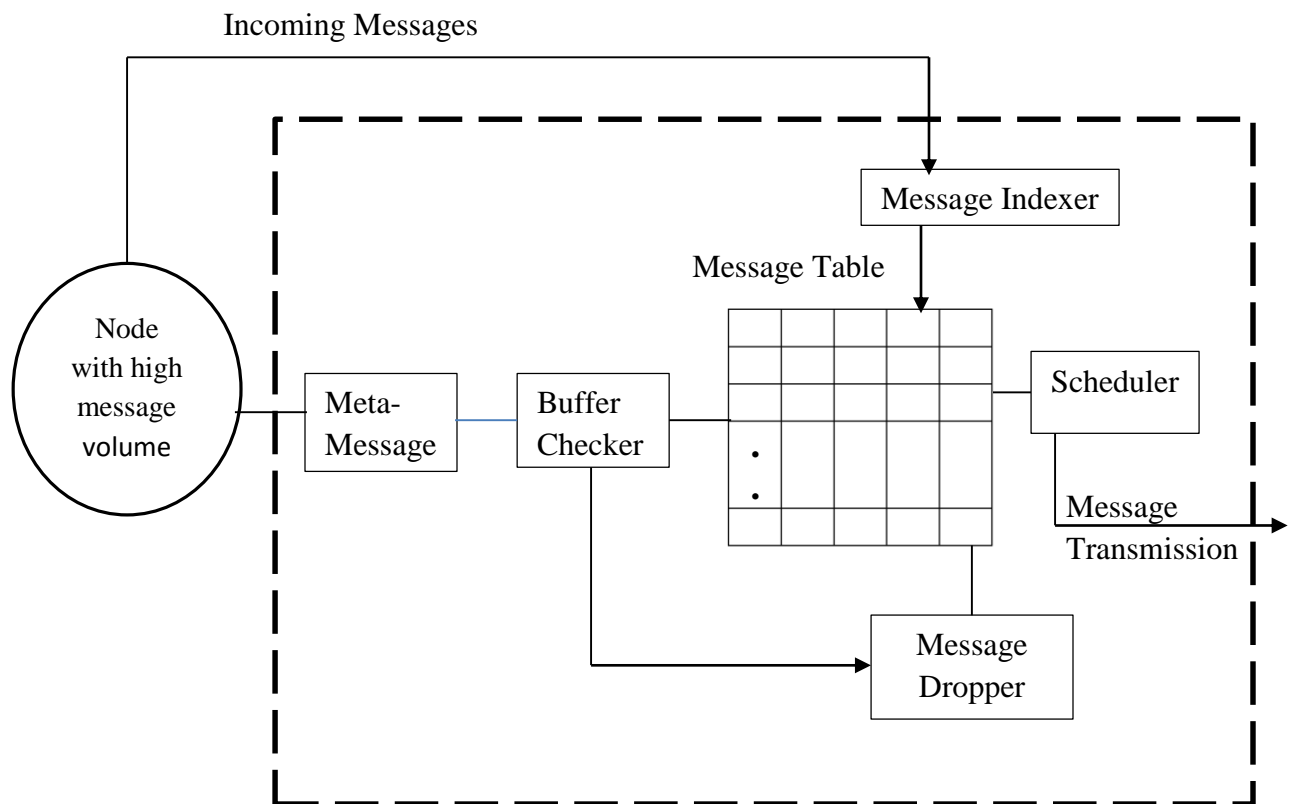 Incoming Messages
Message Indexer
Message Table
Node
with high
message
volume
Meta-
Message
Buffer
Checker
Scheduler
Message
Transmission
Message
Dropper